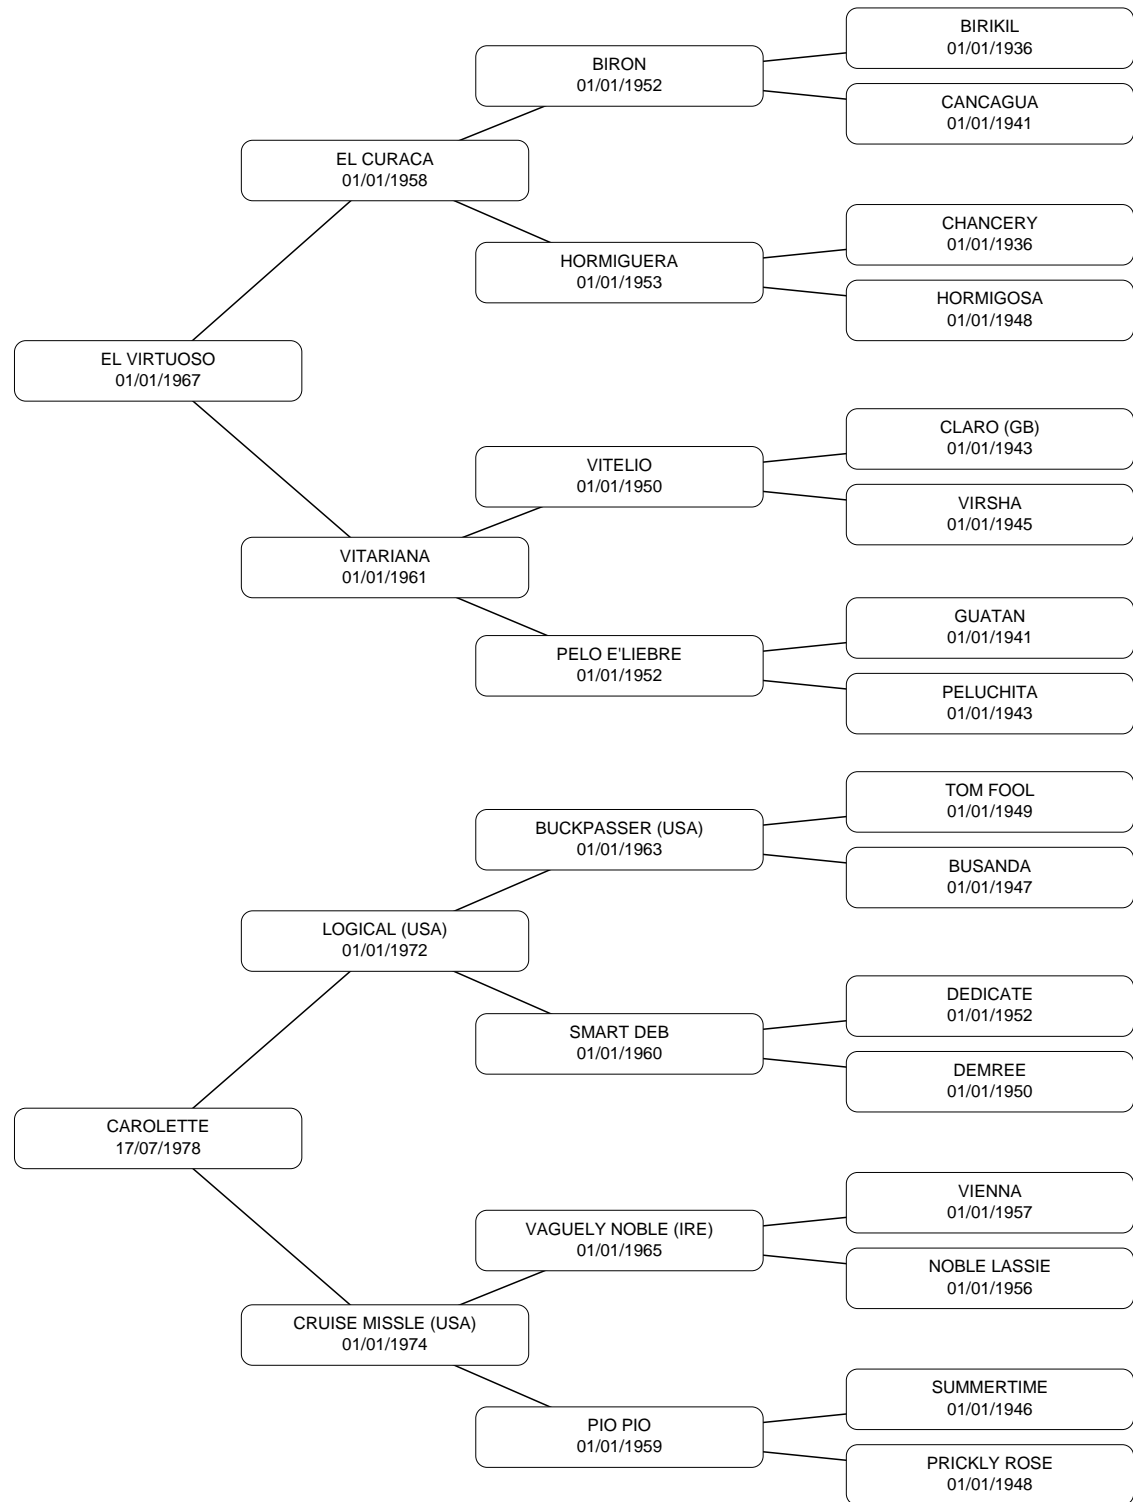 BIRIKIL
01/01/1936
BIRON
01/01/1952
CANCAGUA
01/01/1941
EL CURACA
01/01/1958
CHANCERY
01/01/1936
HORMIGUERA
01/01/1953
HORMIGOSA
01/01/1948
EL VIRTUOSO
01/01/1967
CLARO (GB)
01/01/1943
VITELIO
01/01/1950
VIRSHA
01/01/1945
VITARIANA
01/01/1961
GUATAN
01/01/1941
PELO E'LIEBRE
01/01/1952
PELUCHITA
01/01/1943
TOM FOOL
01/01/1949
BUCKPASSER (USA)
01/01/1963
BUSANDA
01/01/1947
LOGICAL (USA)
01/01/1972
DEDICATE
01/01/1952
SMART DEB
01/01/1960
DEMREE
01/01/1950
CAROLETTE
17/07/1978
VIENNA
01/01/1957
VAGUELY NOBLE (IRE)
01/01/1965
NOBLE LASSIE
01/01/1956
CRUISE MISSLE (USA)
01/01/1974
SUMMERTIME
01/01/1946
PIO PIO
01/01/1959
PRICKLY ROSE
01/01/1948